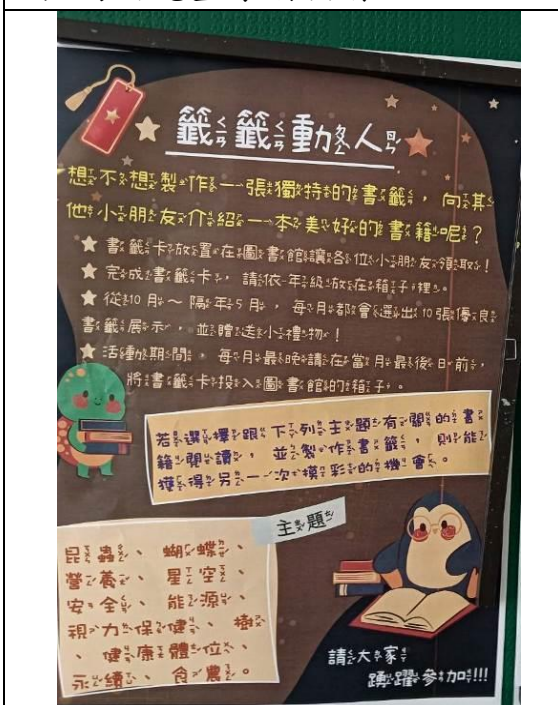 籤籤動人
想不想製作一張獨特的書籤，向其
他小朋友介紹一本美好的書籍呢？
★ 書籤卡放置在圖書館讓各位小朋友領取！
★ 完成書籤卡，請依年級放在箱子裡。
★ 從10月～隔年5月，每月都會選出10張優良
書籤展示，並贈送小禮物！
★ 活動期間，每月最晚請在當月最後日前，
將書籤卡投入圖書館的箱子。
若選擇跟下列主題有關的書
籍閱讀，並製作書籤，則能
獲得另一次摸彩的機會。
主題
昆蟲、蝴蝶、
營養、星空、
安全、能源、
視力保健、樹
、健康體位、
永續、食農。
請大家
踴躍參加!!!